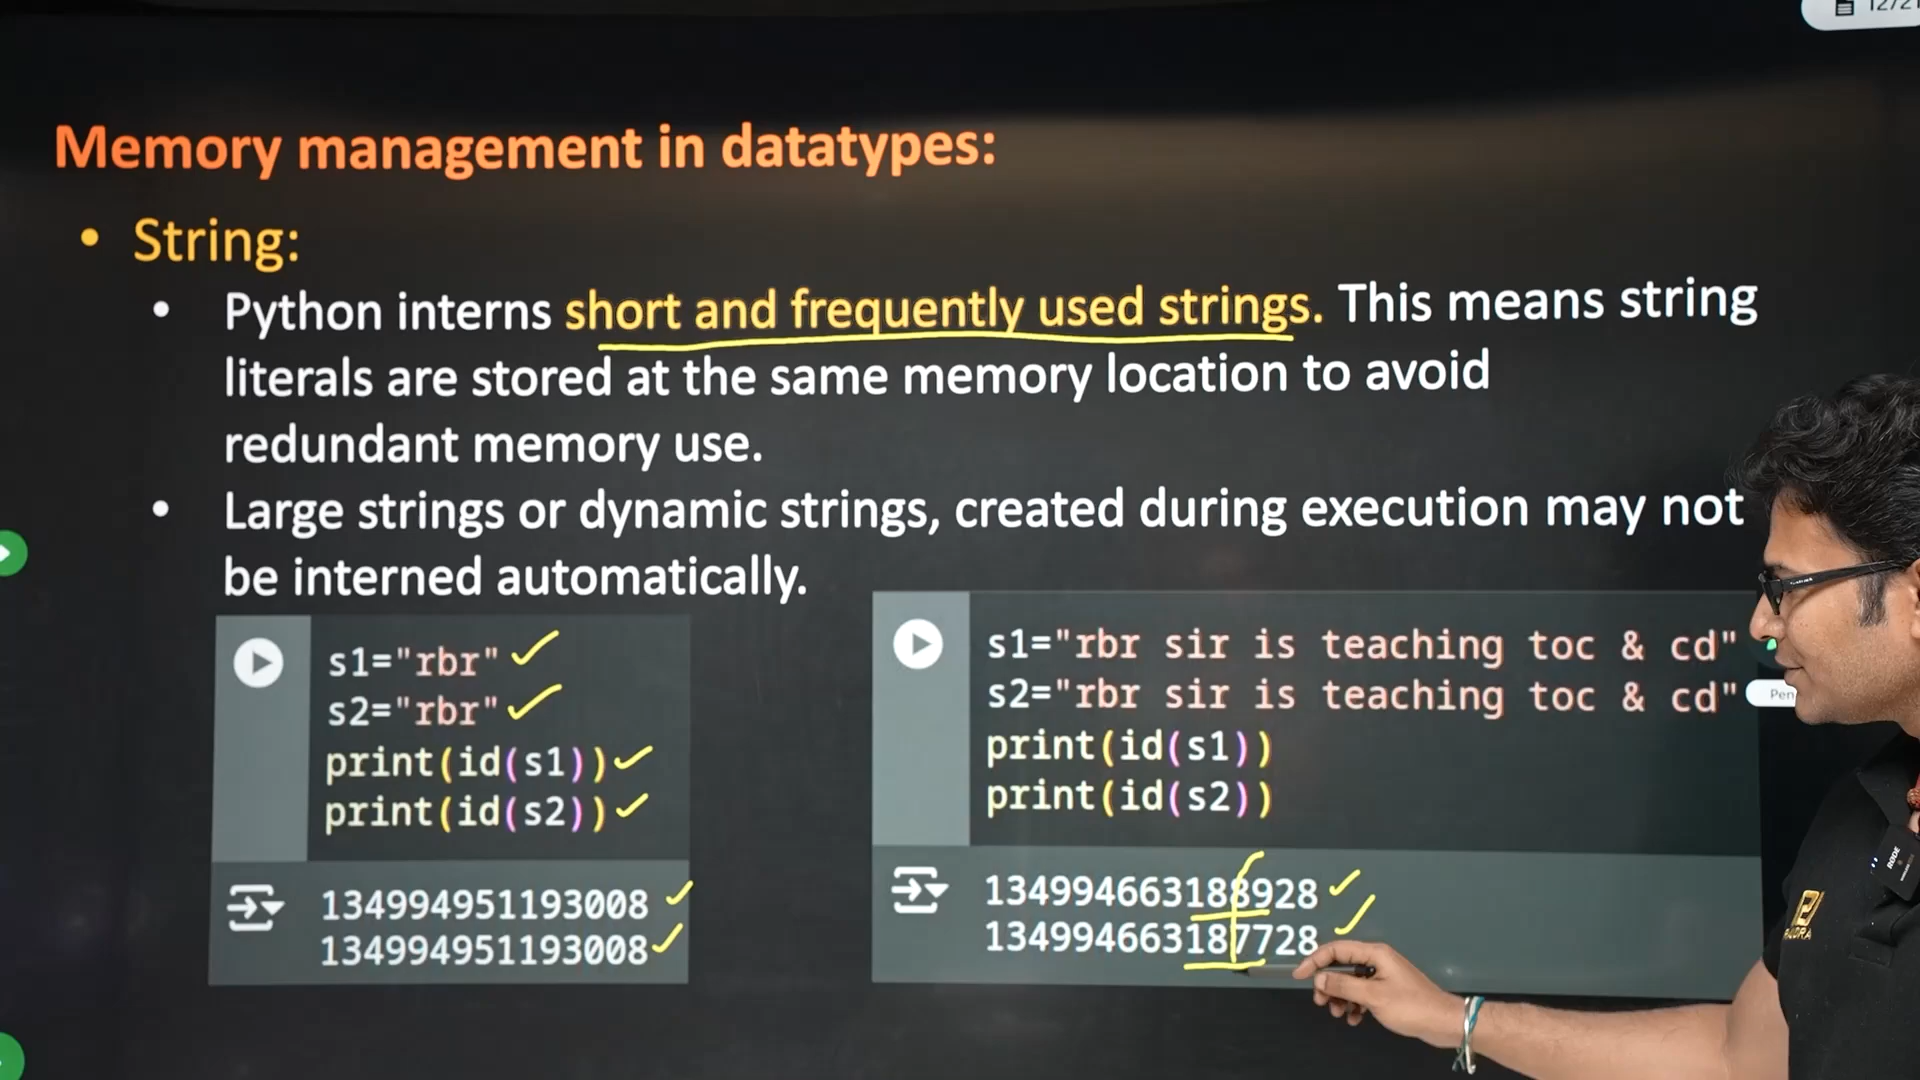 Memory management in datatypes:
• String:
• Python interns short and frequently used strings. This means string
literals are stored at the same memory location to avoid
redundant memory use.
• Large strings or dynamic strings, created during execution may not
be interned automatically.
s1="rbr"
s2="rbr"
print(id(s1))
print(id(s2))
134994951193008
134994951193008
s1="rbr sir is teaching toc & cd"
s2="rbr sir is teaching toc & cd"
print(id(s1))
print(id(s2))
134994663188928
134994663187728
Pen
RODE